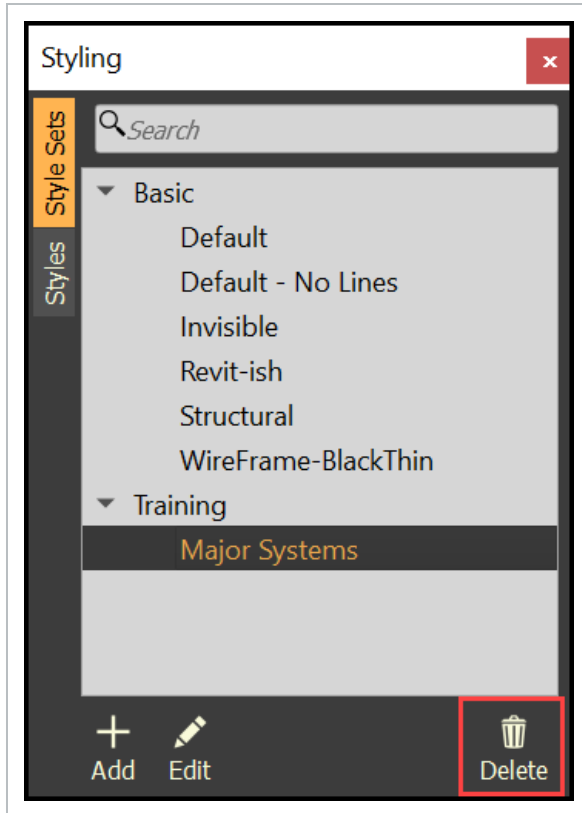 Styling
x
Style Sets
Styles
Search
Basic
Default
Default - No Lines
Invisible
Revit-ish
Structural
WireFrame-BlackThin
Training
Major Systems
Add
Edit
Delete